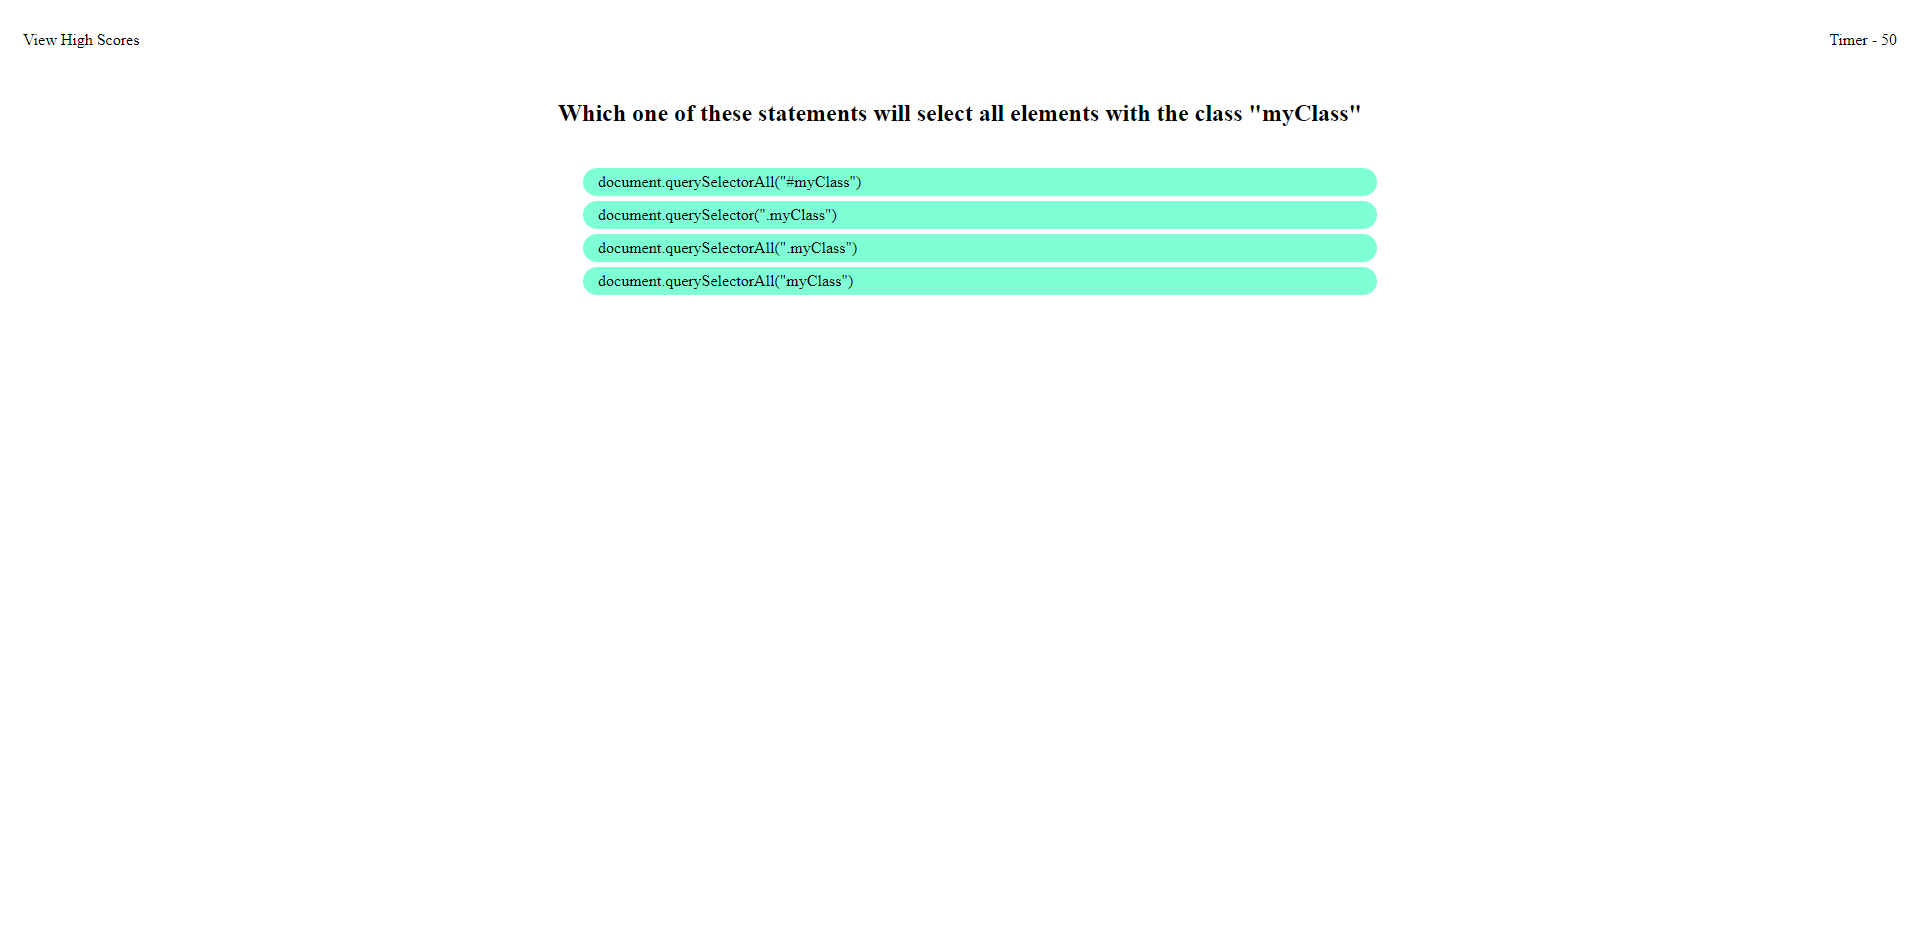 View High Scores
Timer - 50
Which one of these statements will select all elements with the class "myClass"
document.querySelectorAll("#myClass")
document.querySelector(".myClass")
document.querySelectorAll(".myClass")
document.querySelectorAll("myClass")